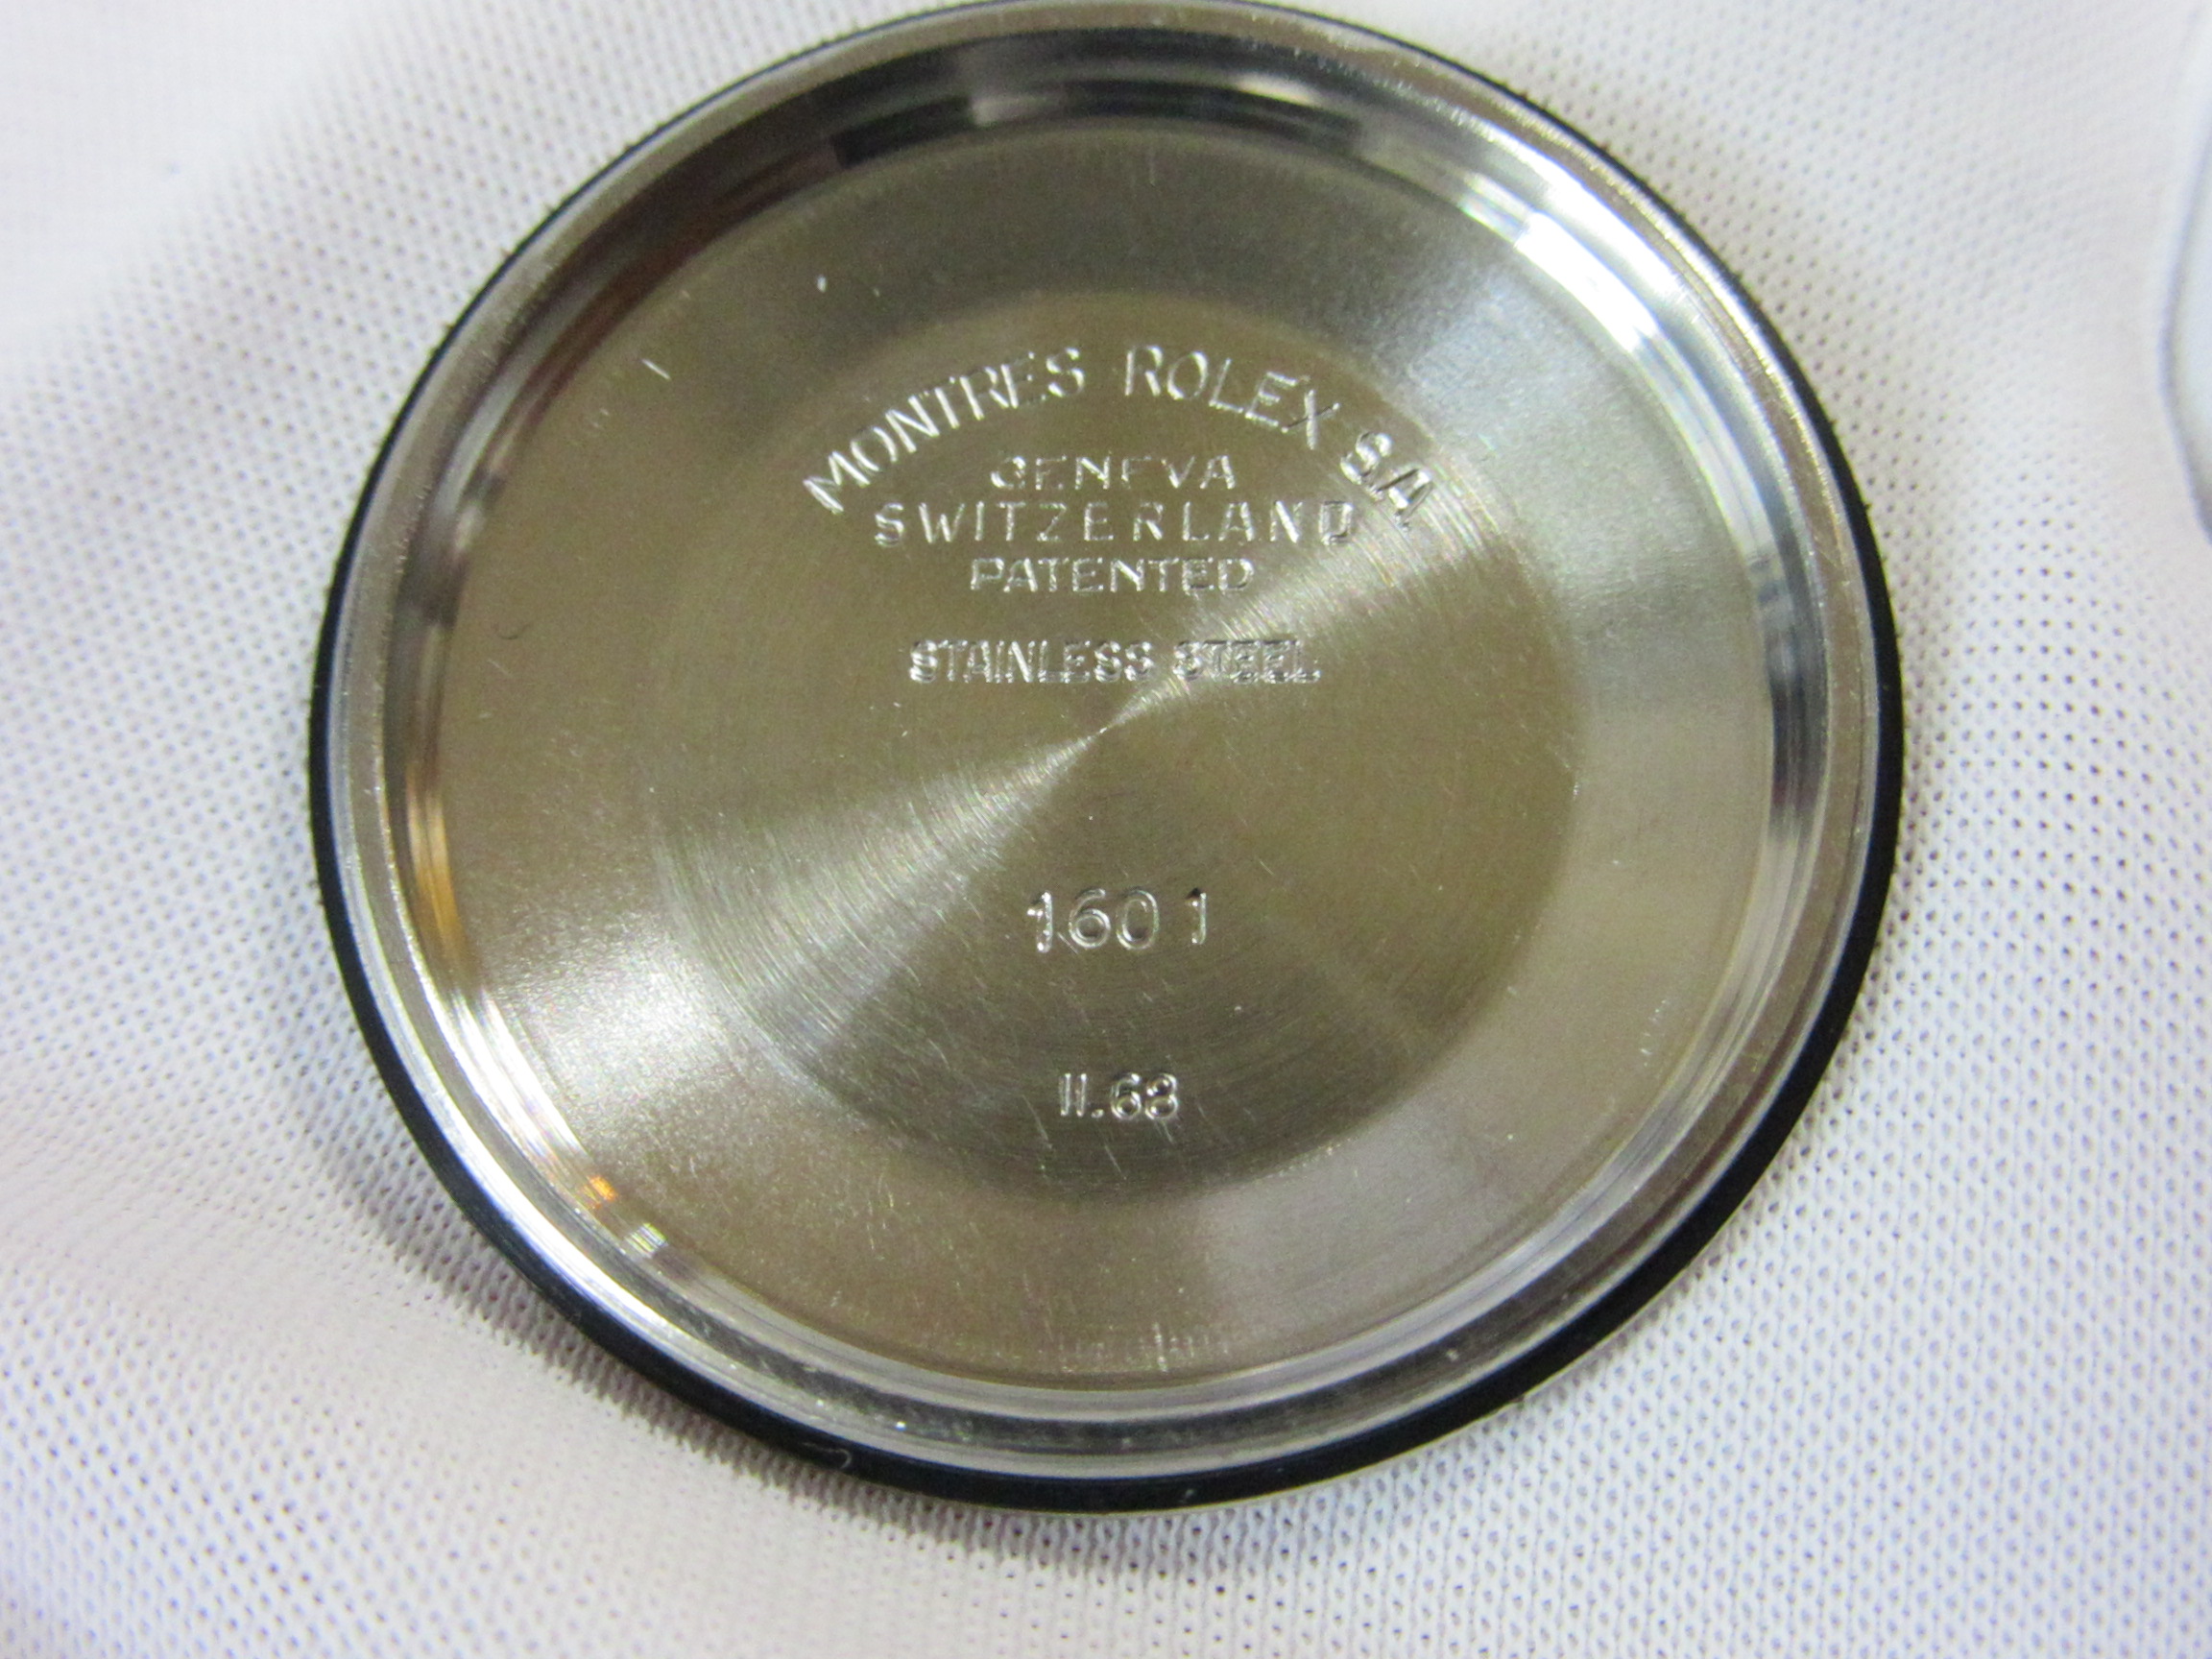 MONTRES ROLEX SA
GENEVA
SWITZERLAND
PATENTED
STAINLESS STEEL
1601
II.68